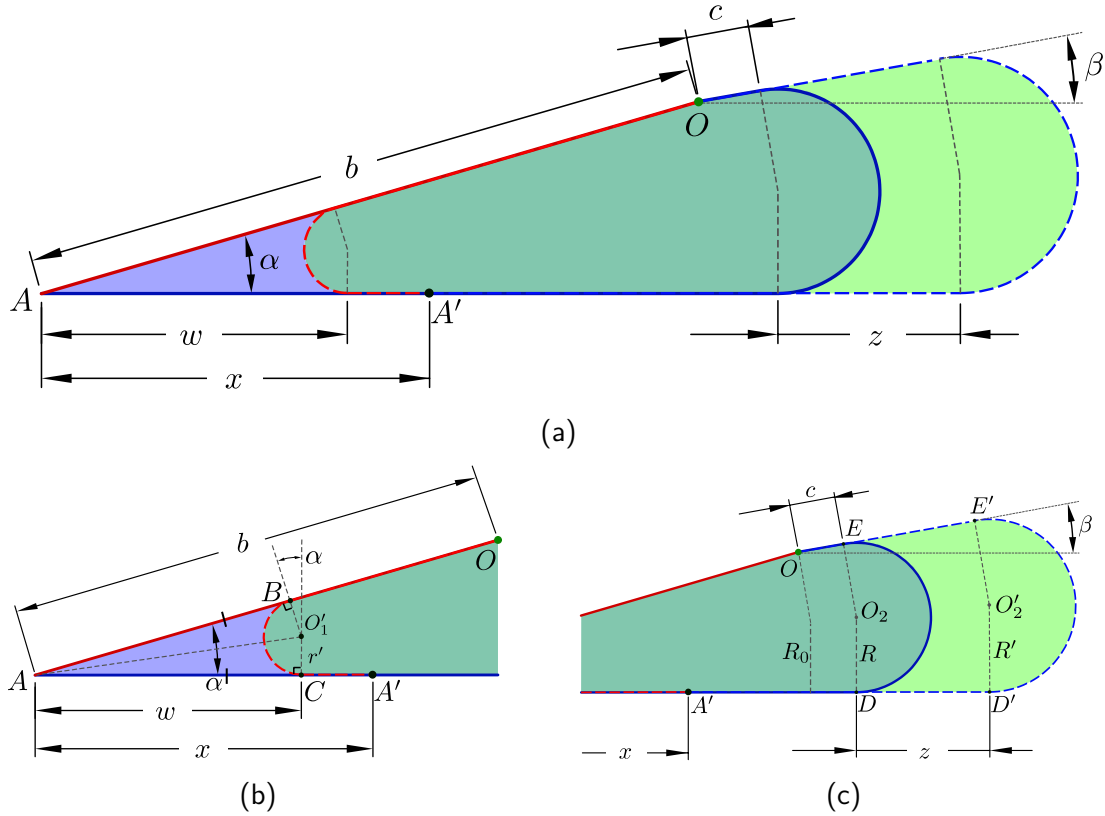 c
β
O
b
α
A
A′
w
z
x
(a)
b
α
O
B
O′₁
r′
α
A
C
A′
w
x
(b)
c
E′
E
β
O
O₂
O′₂
R₀
R
R′
A′
D
D′
x
z
(c)